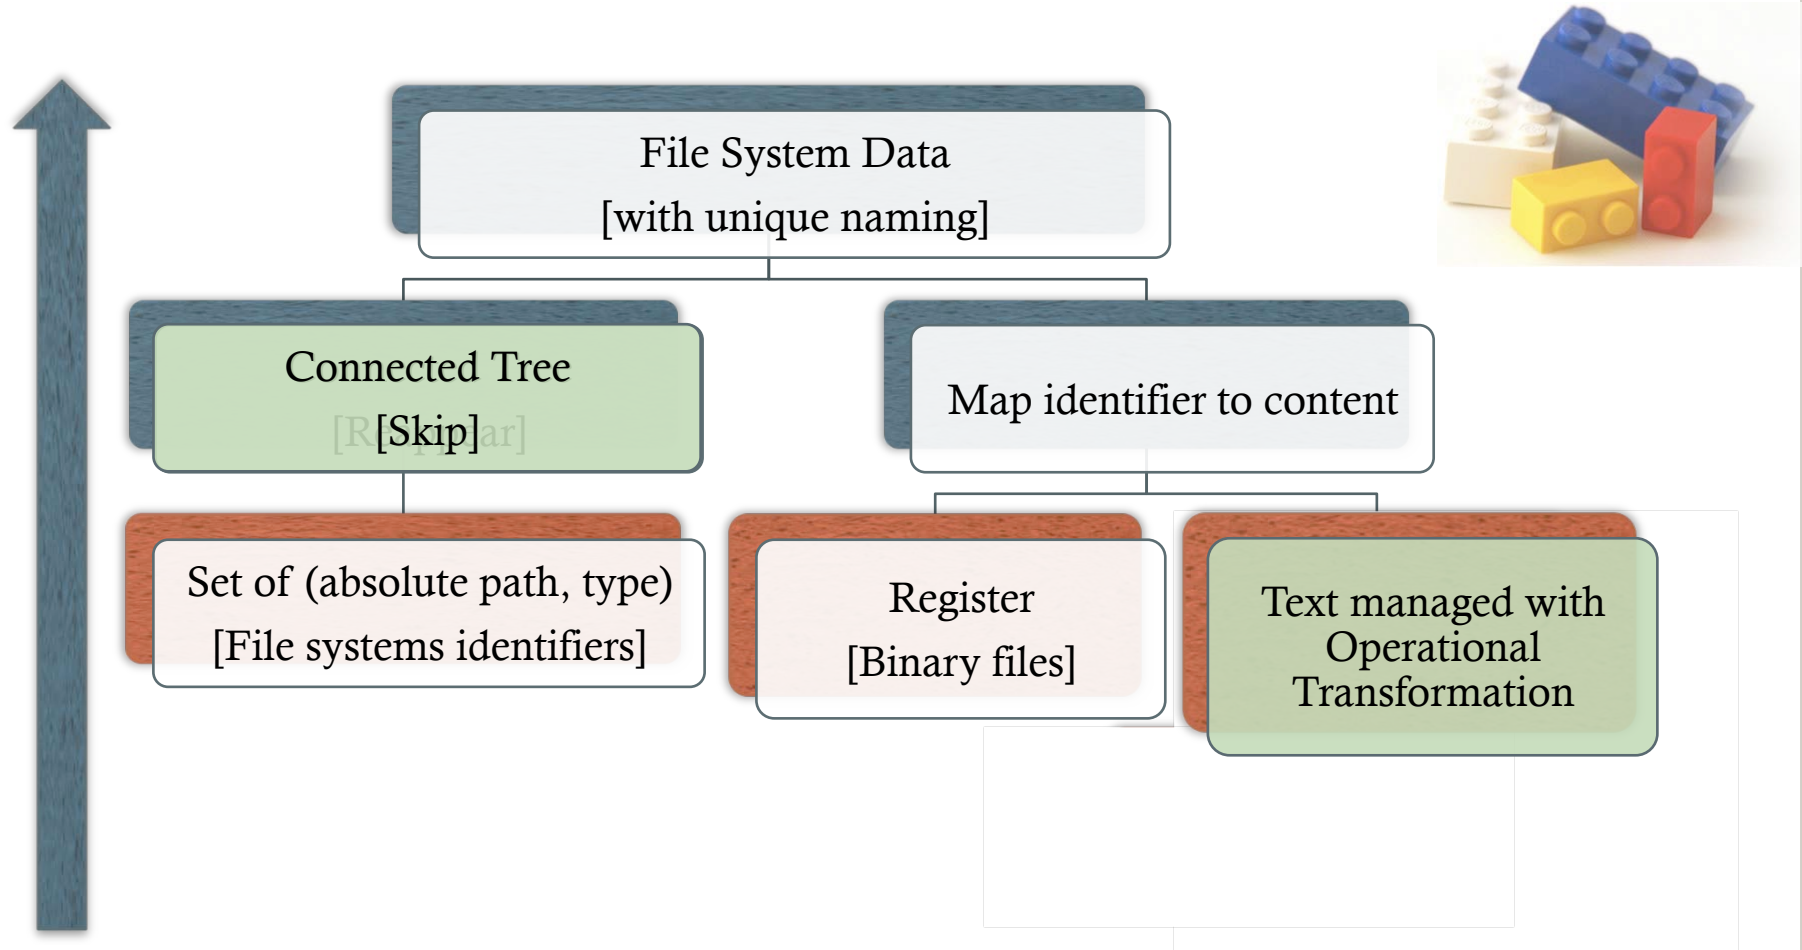 File System Data
[with unique naming]
Connected Tree
[Skip]
Map identifier to content
Set of (absolute path, type)
[File systems identifiers]
Register
[Binary files]
Text managed with
Operational
Transformation